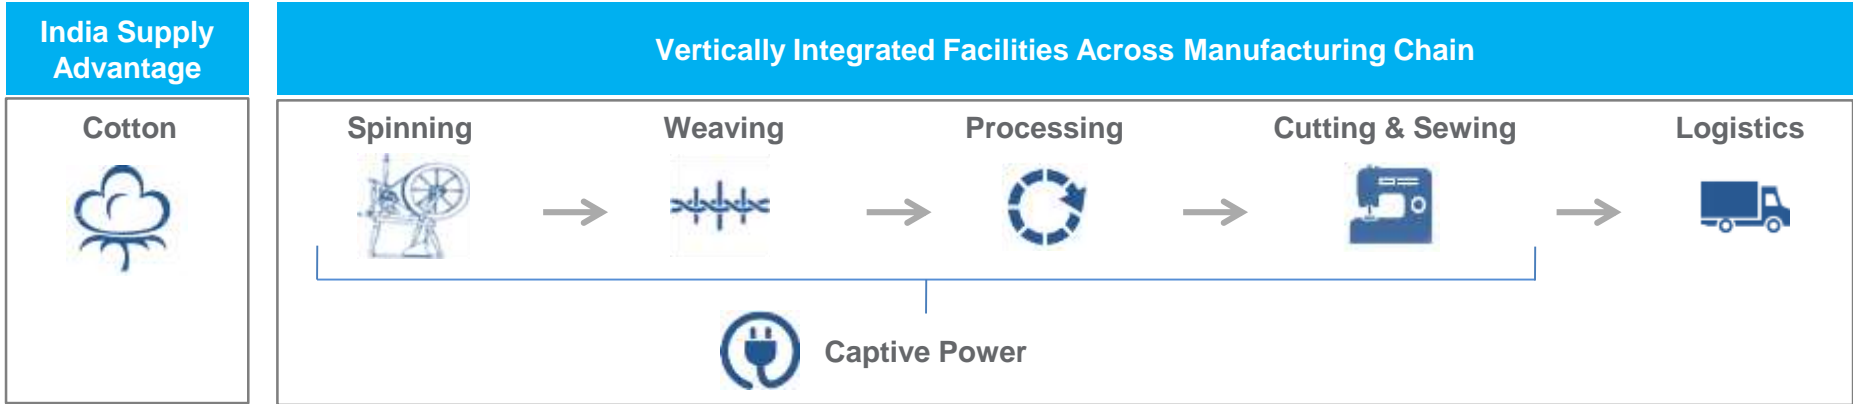 India Supply
Advantage
Vertically Integrated Facilities Across Manufacturing Chain
Cotton
Spinning
Weaving
Processing
Cutting & Sewing
Logistics
Captive Power